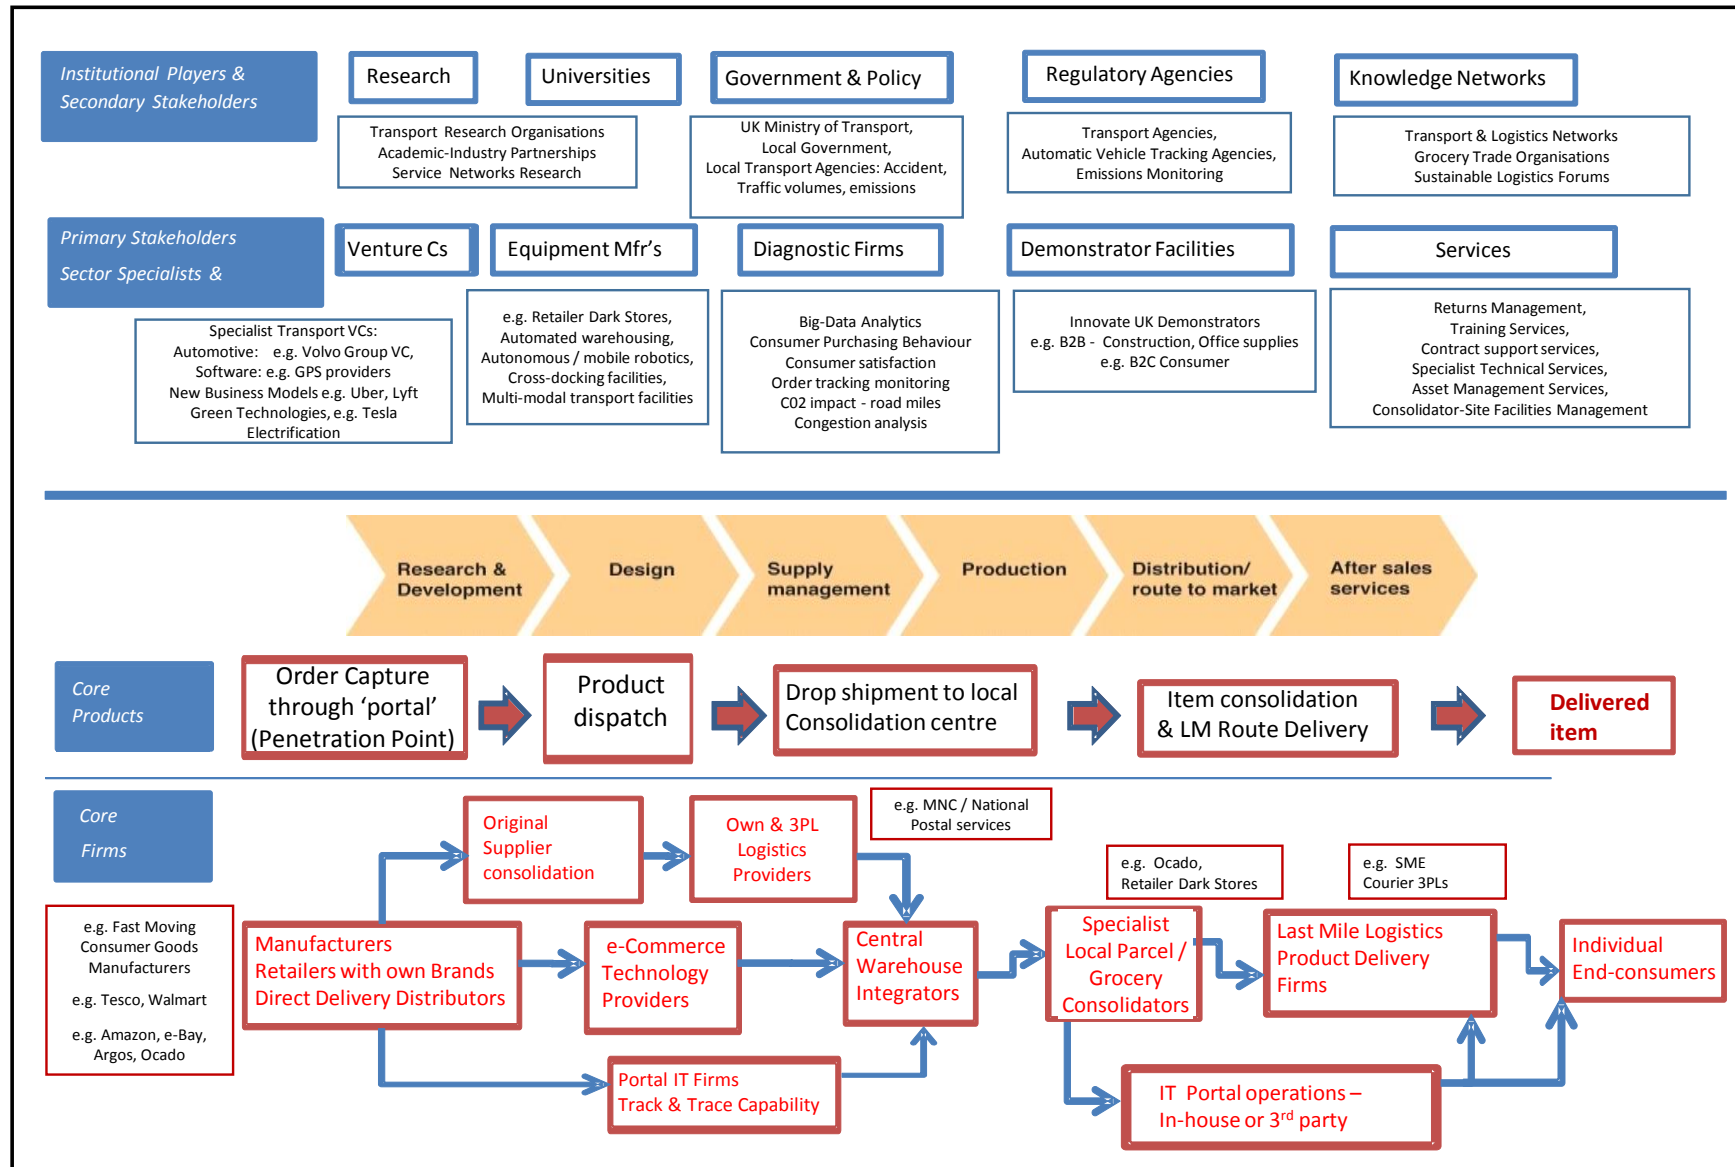 Institutional Players &
Secondary Stakeholders
Research
Universities
Government & Policy
Regulatory Agencies
Knowledge Networks
Transport Research Organisations
Academic-Industry Partnerships
Service Networks Research
UK Ministry of Transport,
Local Government,
Local Transport Agencies: Accident,
Traffic volumes, emissions
Transport Agencies,
Automatic Vehicle Tracking Agencies,
Emissions Monitoring
Transport & Logistics Networks
Grocery Trade Organisations
Sustainable Logistics Forums
Primary Stakeholders
Sector Specialists &
Venture Cs
Equipment Mfr's
Diagnostic Firms
Demonstrator Facilities
Services
Specialist Transport VCs:
Automotive: e.g. Volvo Group VC,
Software: e.g. GPS providers
New Business Models e.g. Uber, Lyft
Green Technologies, e.g. Tesla
Electrification
e.g. Retailer Dark Stores,
Automated warehousing,
Autonomous / mobile robotics,
Cross-docking facilities,
Multi-modal transport facilities
Big-Data Analytics
Consumer Purchasing Behaviour
Consumer satisfaction
Order tracking monitoring
C02 impact - road miles
Congestion analysis
Innovate UK Demonstrators
e.g. B2B - Construction, Office supplies
e.g. B2C Consumer
Returns Management,
Training Services,
Contract support services,
Specialist Technical Services,
Asset Management Services,
Consolidator-Site Facilities Management
Research &
Development
Design
Supply
management
Production
Distribution/
route to market
After sales
services
Core
Products
Order Capture
through ‘portal’
(Penetration Point)
Product
dispatch
Drop shipment to local
Consolidation centre
Item consolidation
& LM Route Delivery
Delivered
item
Core
Firms
Original
Supplier
consolidation
Own & 3PL
Logistics
Providers
e.g. MNC / National
Postal services
e.g. Ocado,
Retailer Dark Stores
e.g. SME
Courier 3PLs
e.g. Fast Moving
Consumer Goods
Manufacturers
e.g. Tesco, Walmart
e.g. Amazon, e-Bay,
Argos, Ocado
Manufacturers
Retailers with own Brands
Direct Delivery Distributors
e-Commerce
Technology
Providers
Central
Warehouse
Integrators
Specialist
Local Parcel /
Grocery
Consolidators
Last Mile Logistics
Product Delivery
Firms
Individual
End-consumers
Portal IT Firms
Track & Trace Capability
IT Portal operations –
In-house or 3rd party